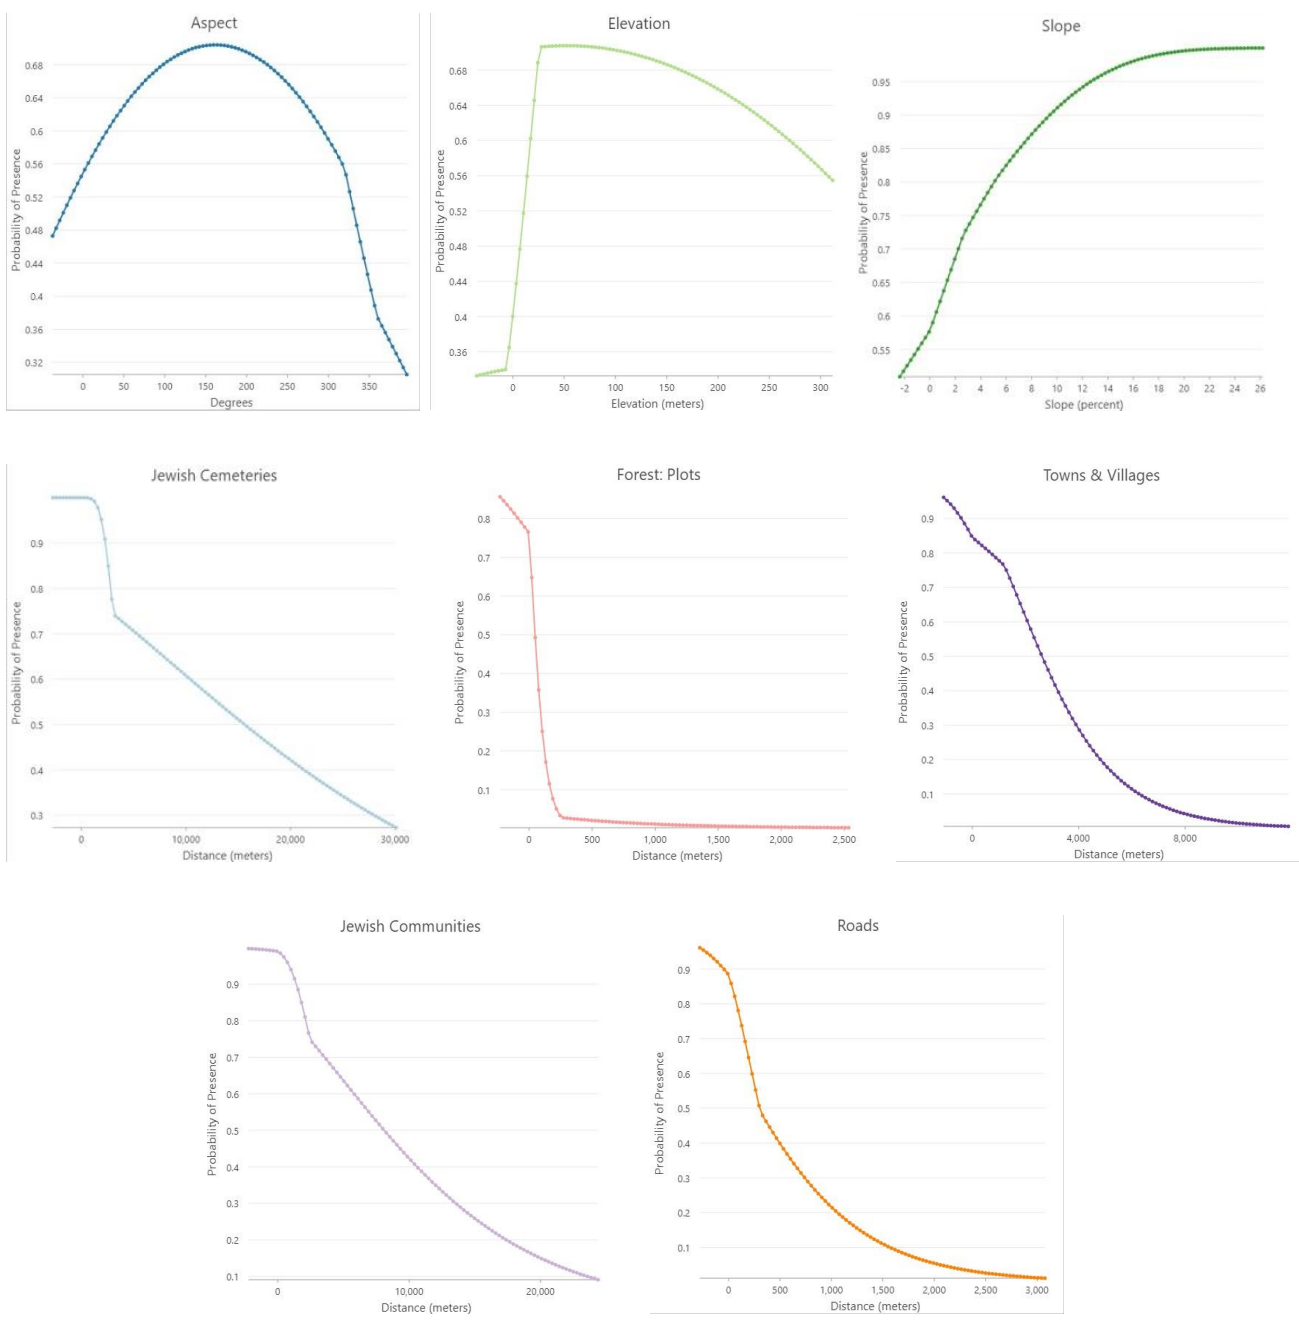 Aspect
Probability of Presence
0.68
0.64
0.6
0.56
0.52
0.48
0.44
0.4
0.36
0.32
0 50 100 150 200 250 300 350
Degrees
Elevation
Probability of Presence
0.68
0.64
0.6
0.56
0.52
0.48
0.44
0.4
0.36
0 50 100 150 200 250 300
Elevation (meters)
Slope
Probability of Presence
0.95
0.9
0.85
0.8
0.75
0.7
0.65
0.6
0.55
-2 0 2 4 6 8 10 12 14 16 18 20 22 24 26
Slope (percent)
Jewish Cemeteries
Probability of Presence
0.9
0.8
0.7
0.6
0.5
0.4
0.3
0 10,000 20,000 30,000
Distance (meters)
Forest: Plots
Probability of Presence
0.8
0.7
0.6
0.5
0.4
0.3
0.2
0.1
0 500 1,000 1,500 2,000 2,500
Distance (meters)
Towns & Villages
Probability of Presence
0.9
0.8
0.7
0.6
0.5
0.4
0.3
0.2
0.1
0 4,000 8,000
Distance (meters)
Jewish Communities
Probability of Presence
0.9
0.8
0.7
0.6
0.5
0.4
0.3
0.2
0.1
0 10,000 20,000
Distance (meters)
Roads
Probability of Presence
0.9
0.8
0.7
0.6
0.5
0.4
0.3
0.2
0.1
0 500 1,000 1,500 2,000 2,500 3,000
Distance (meters)